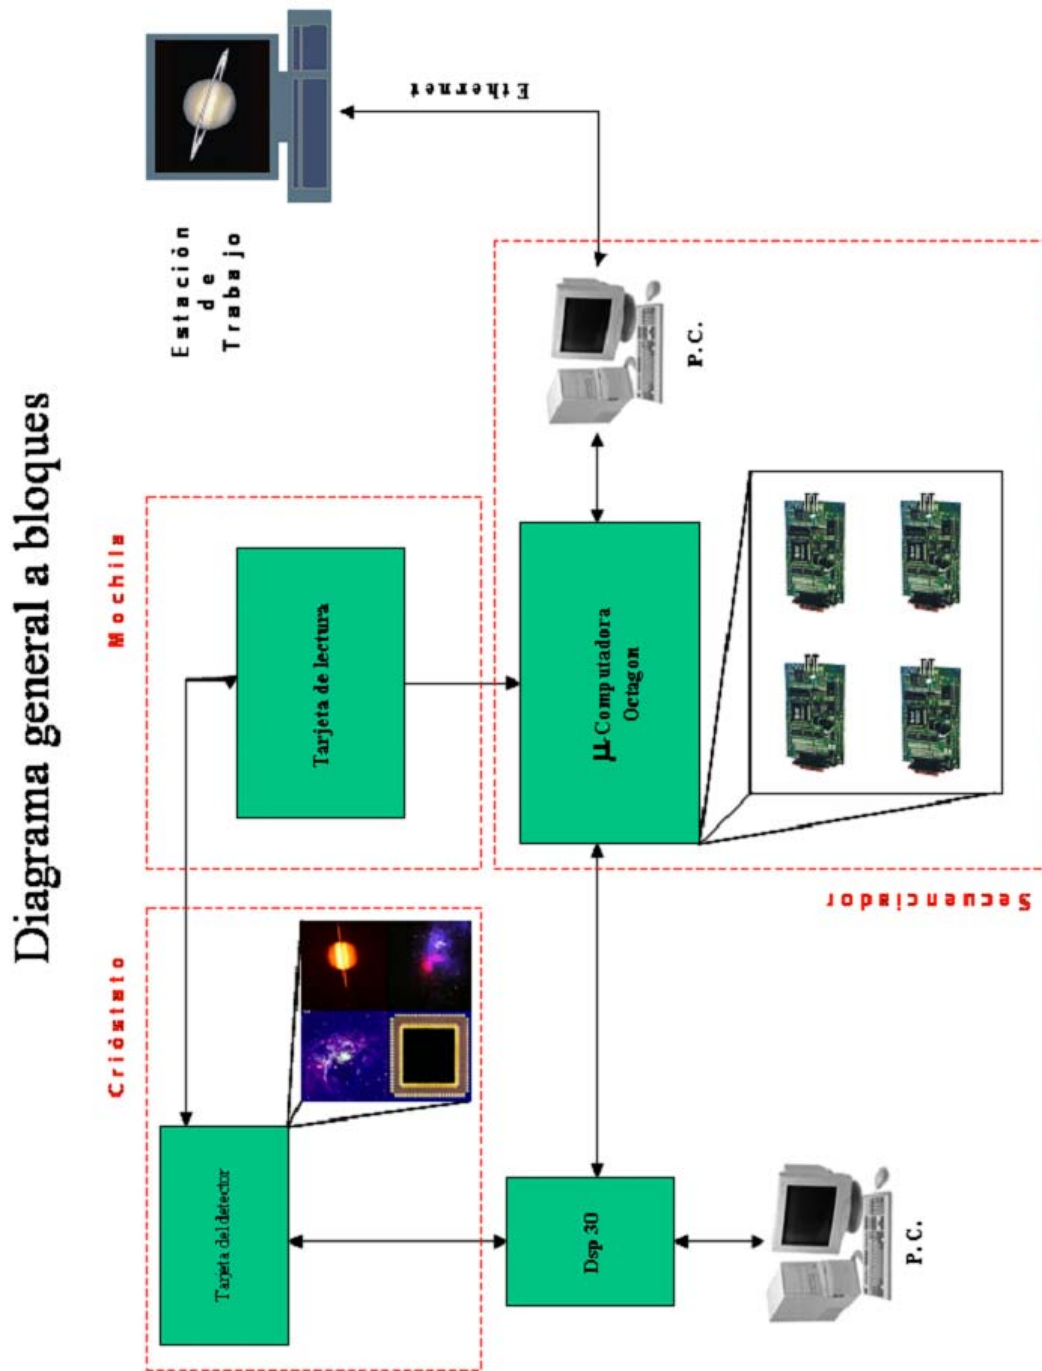 Diagrama general a bloques
Crióstato
Mochila
Estación
de
Trabajo
Tarjeta del detector
Tarjeta de lectura
Ethernet
Dsp 30
µ-Computadora
Octagon
P.C.
P.C.
Secuenciador